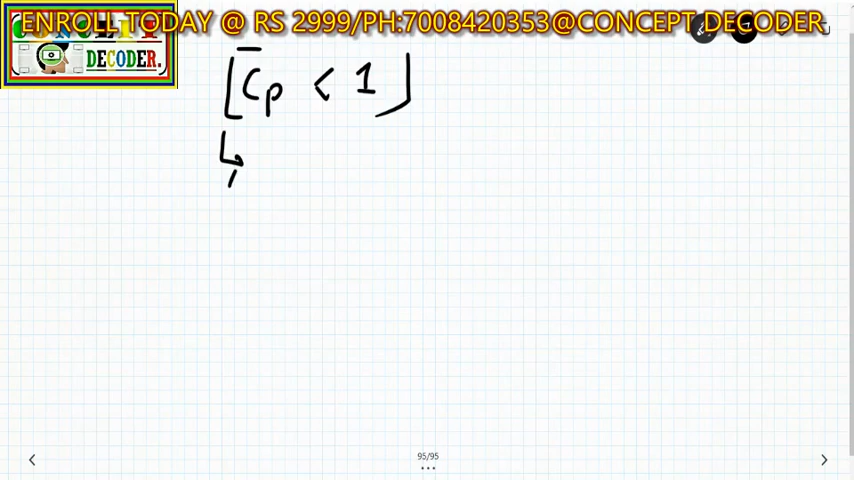 ENROLL TODAY @ RS 2999/PH:7008420353@CONCEPT DECODER
DECODER.
[Cp < 1]
95/95